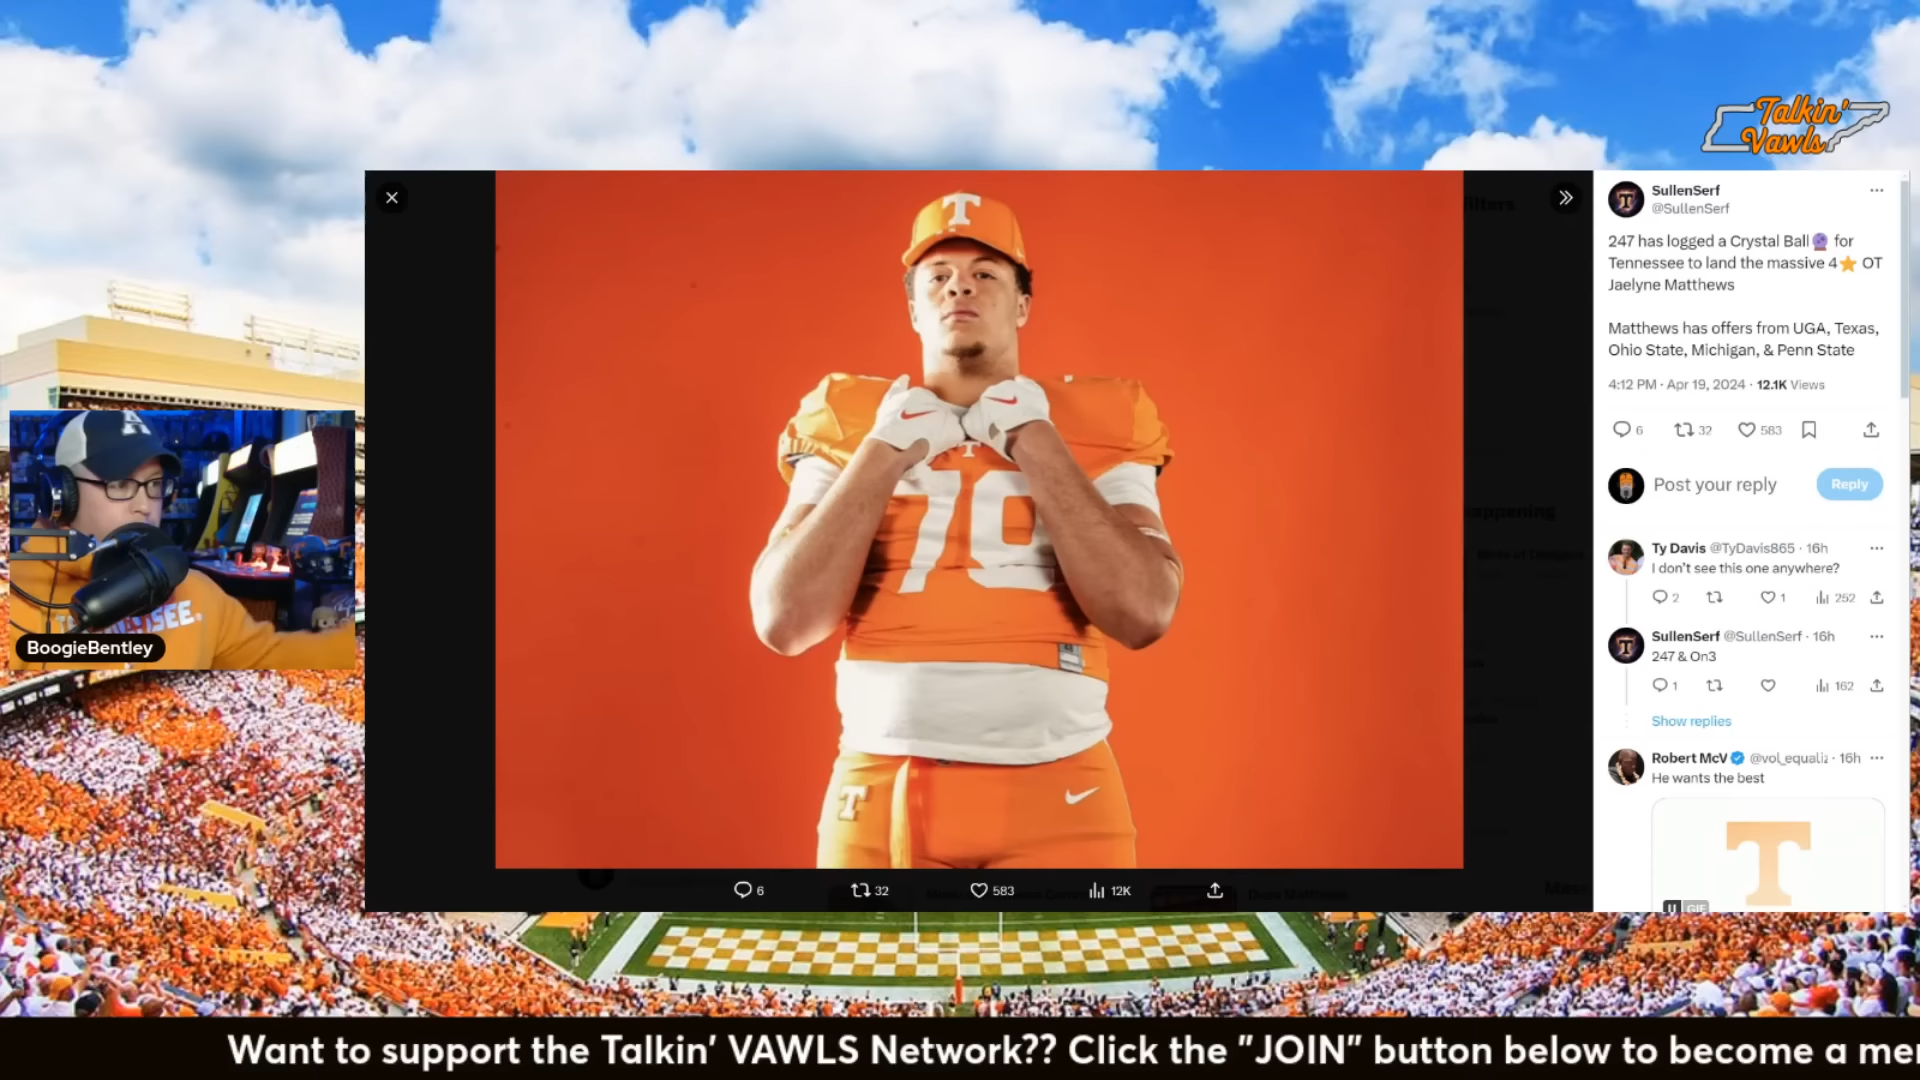 Talkin'
Vawls
SullenSerf
@SullenSerf
247 has logged a Crystal Ball🔮 for
Tennessee to land the massive 4⭐ OT
Jaelyne Matthews
Matthews has offers from UGA, Texas,
Ohio State, Michigan, & Penn State
4:12 PM · Apr 19, 2024 · 12.1K Views
6 32 583
Post your reply
Reply
Ty Davis @TyDavis865 · 16h
I don't see this one anywhere?
2 1 252
SullenSerf @SullenSerf · 16h
247 & On3
1 162
Show replies
Robert McV @vol_equaliz · 16h
He wants the best
T
GIF
T
T
70
T
BoogieBentley
6 32 583 12K
Want to support the Talkin' VAWLS Network?? Click the "JOIN" button below to become a